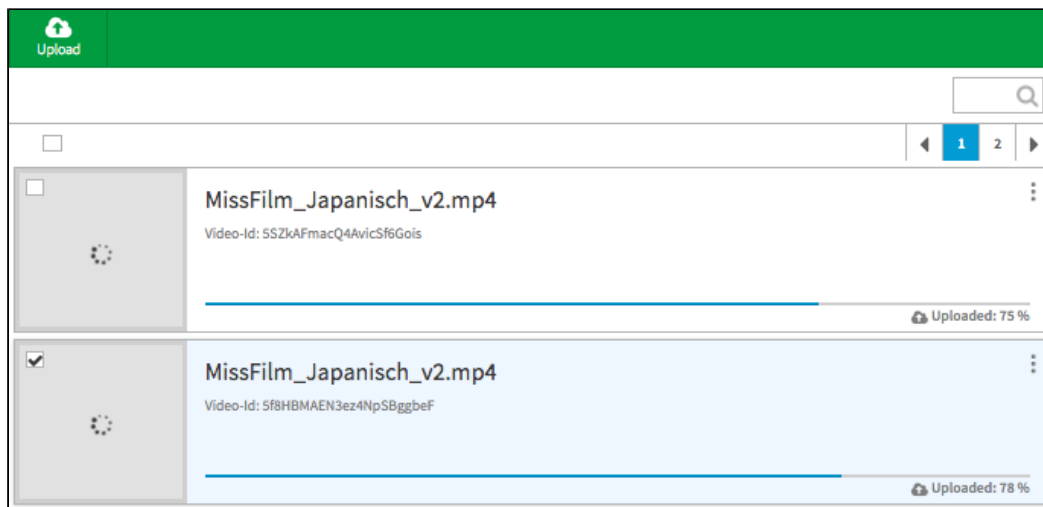 Upload
1 2
MissFilm_Japanisch_v2.mp4
Video-Id: 5SZkAFmacQ4AvicSf6Gois
Uploaded: 75 %
MissFilm_Japanisch_v2.mp4
Video-Id: 5f8HBMAEN3ez4NpSBggbeF
Uploaded: 78 %